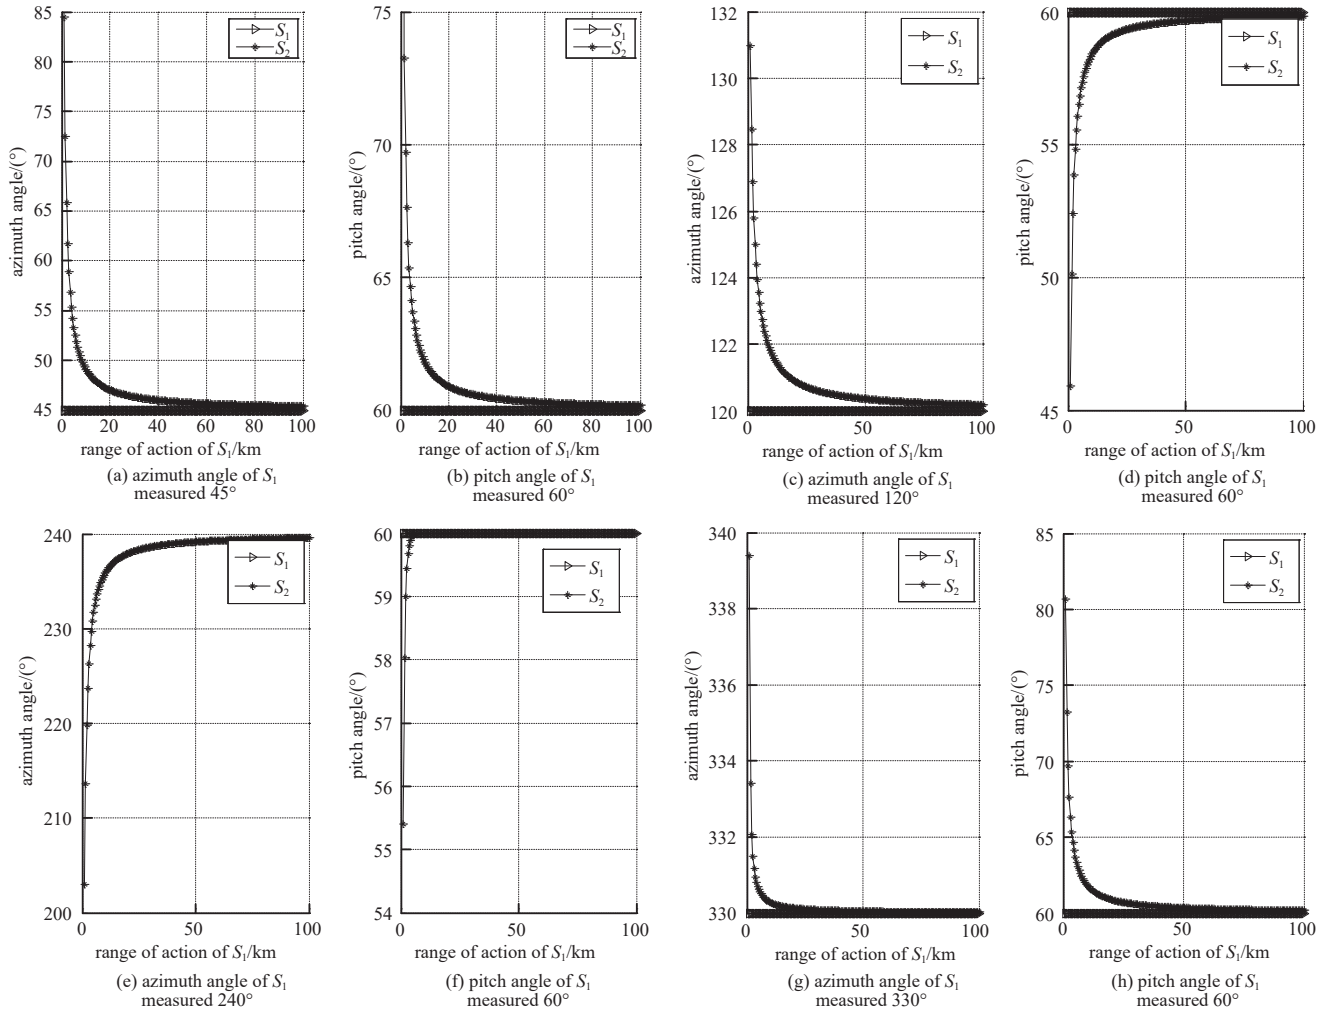 85
80
75
70
65
60
55
50
45
azimuth angle/(°)
S1
S2
0 20 40 60 80 100
range of action of S1/km
(a) azimuth angle of S1
measured 45°
75
70
65
60
pitch angle/(°)
S1
S2
0 20 40 60 80 100
range of action of S1/km
(b) pitch angle of S1
measured 60°
132
130
128
126
124
122
120
azimuth angle/(°)
S1
S2
0 50 100
range of action of S1/km
(c) azimuth angle of S1
measured 120°
60
55
50
45
pitch angle/(°)
S1
S2
0 50 100
range of action of S1/km
(d) pitch angle of S1
measured 60°
240
230
220
210
200
azimuth angle/(°)
S1
S2
0 50 100
range of action of S1/km
(e) azimuth angle of S1
measured 240°
60
59
58
57
56
55
54
pitch angle/(°)
S1
S2
0 50 100
range of action of S1/km
(f) pitch angle of S1
measured 60°
340
338
336
334
332
330
azimuth angle/(°)
S1
S2
0 50 100
range of action of S1/km
(g) azimuth angle of S1
measured 330°
85
80
75
70
65
60
pitch angle/(°)
S1
S2
0 50 100
range of action of S1/km
(h) pitch angle of S1
measured 60°